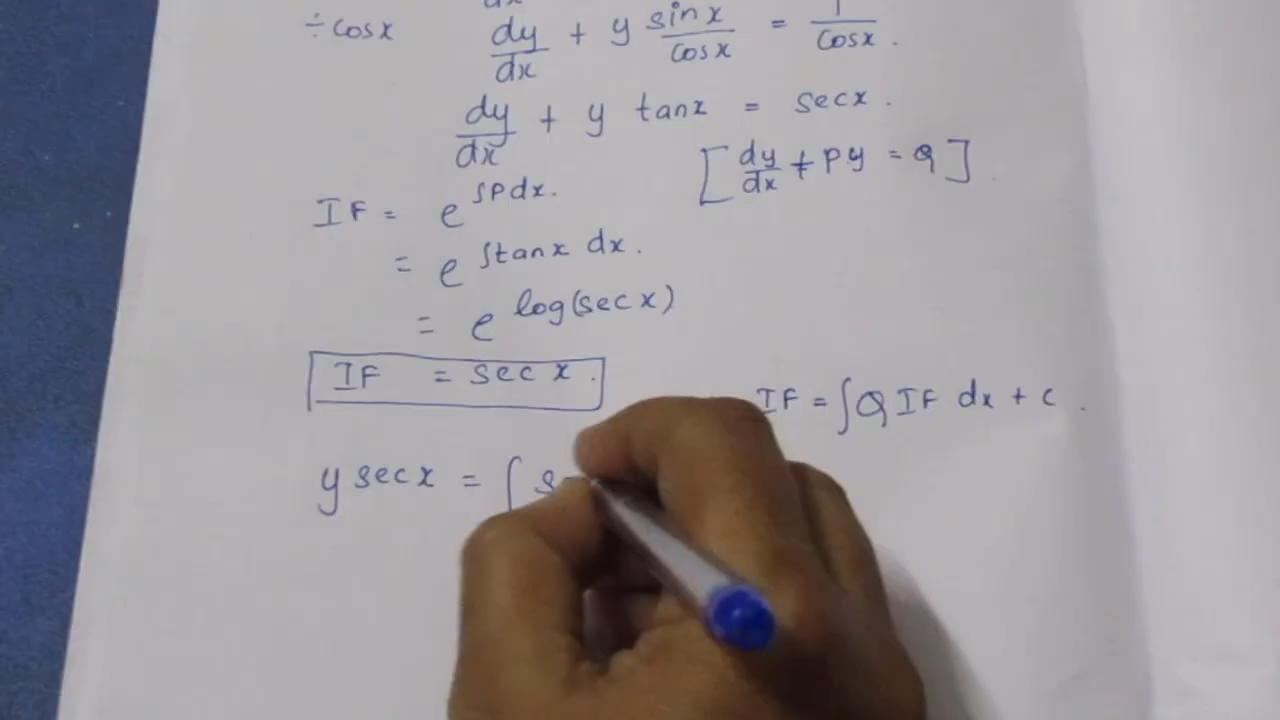 dx
÷ cosx dy/dx + y sinx/cosx = 1/cosx .
dy/dx + y tanx = secx .
[dy/dx + py = Q]
IF = e^∫Pdx.
= e^∫tanx dx.
= e^log(secx)
IF = secx .
IF = ∫Q IF dx + c .
y secx = ∫ s